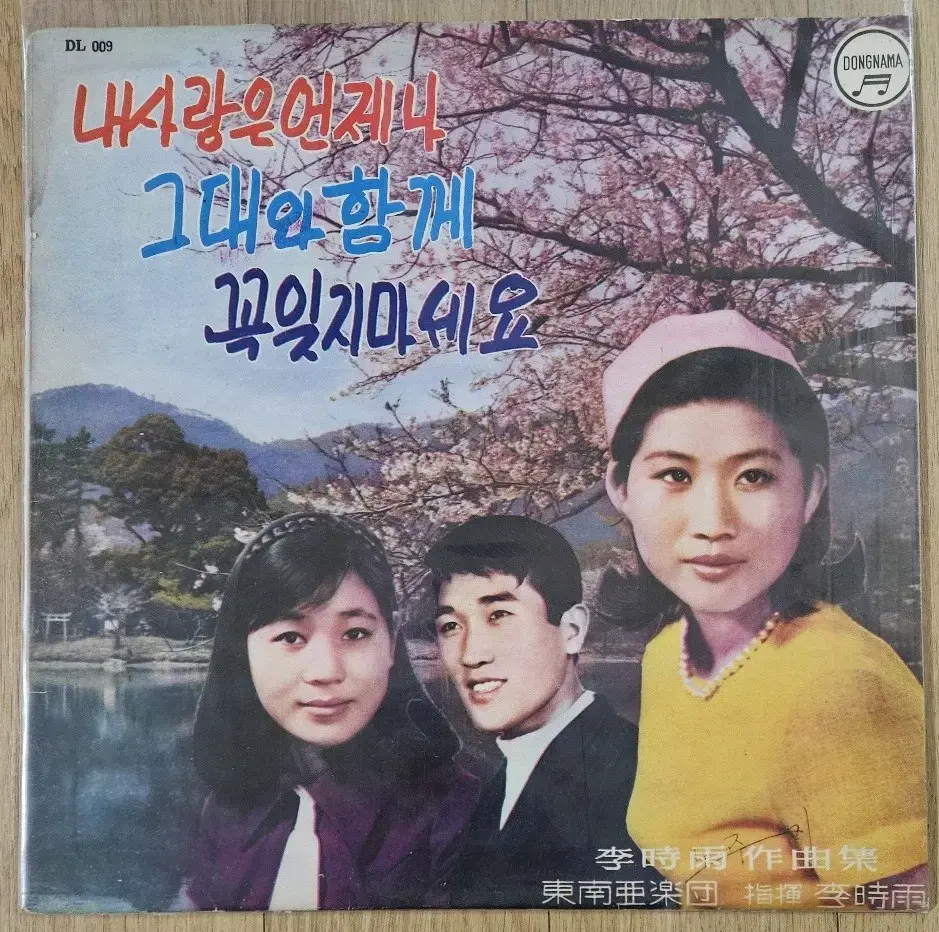 DL 009
DONGNAMA
내사랑은언제나
그대와함께
꼭잊지마세요
李時雨 作曲集
東南亜楽団 指揮 李時雨